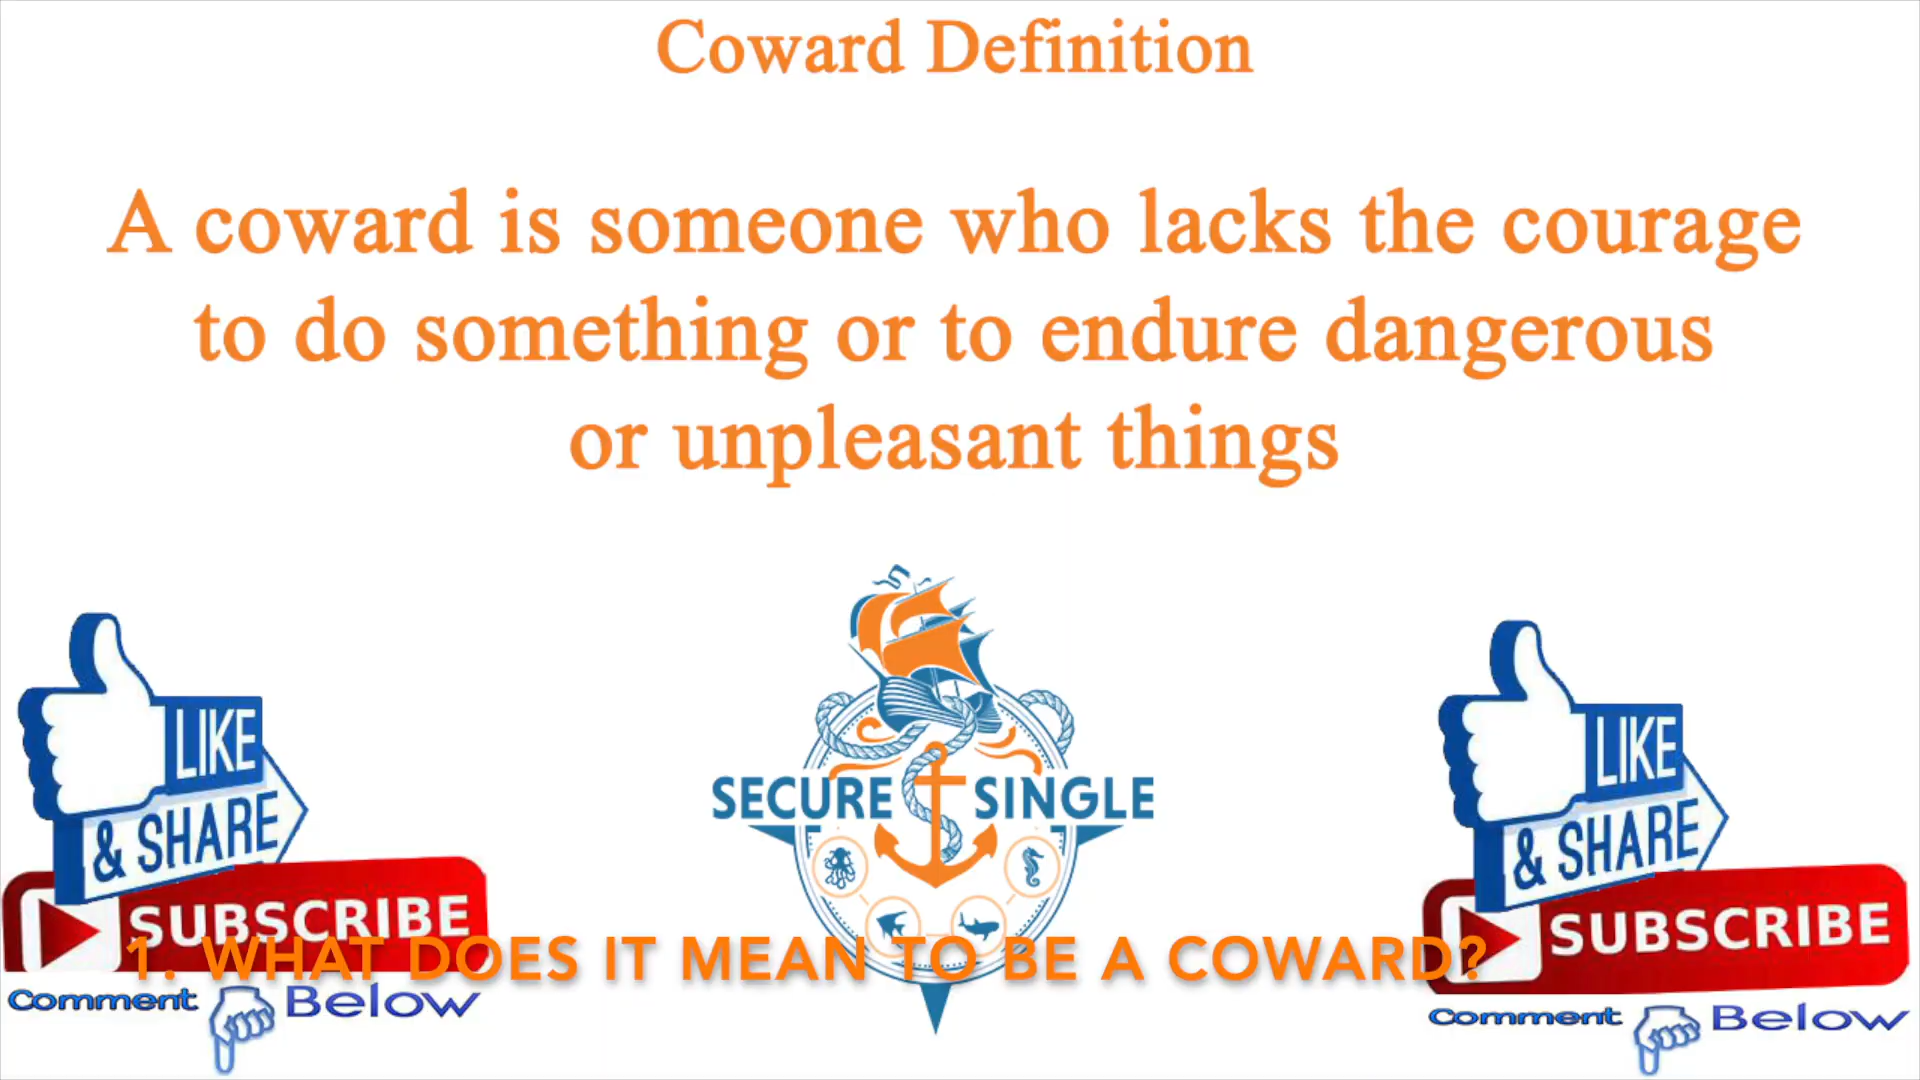 Coward Definition
A coward is someone who lacks the courage
to do something or to endure dangerous
or unpleasant things
LIKE
& SHARE
SUBSCRIBE
Comment Below
SECURE SINGLE
LIKE
& SHARE
SUBSCRIBE
Comment Below
1. WHAT DOES IT MEAN TO BE A COWARD?